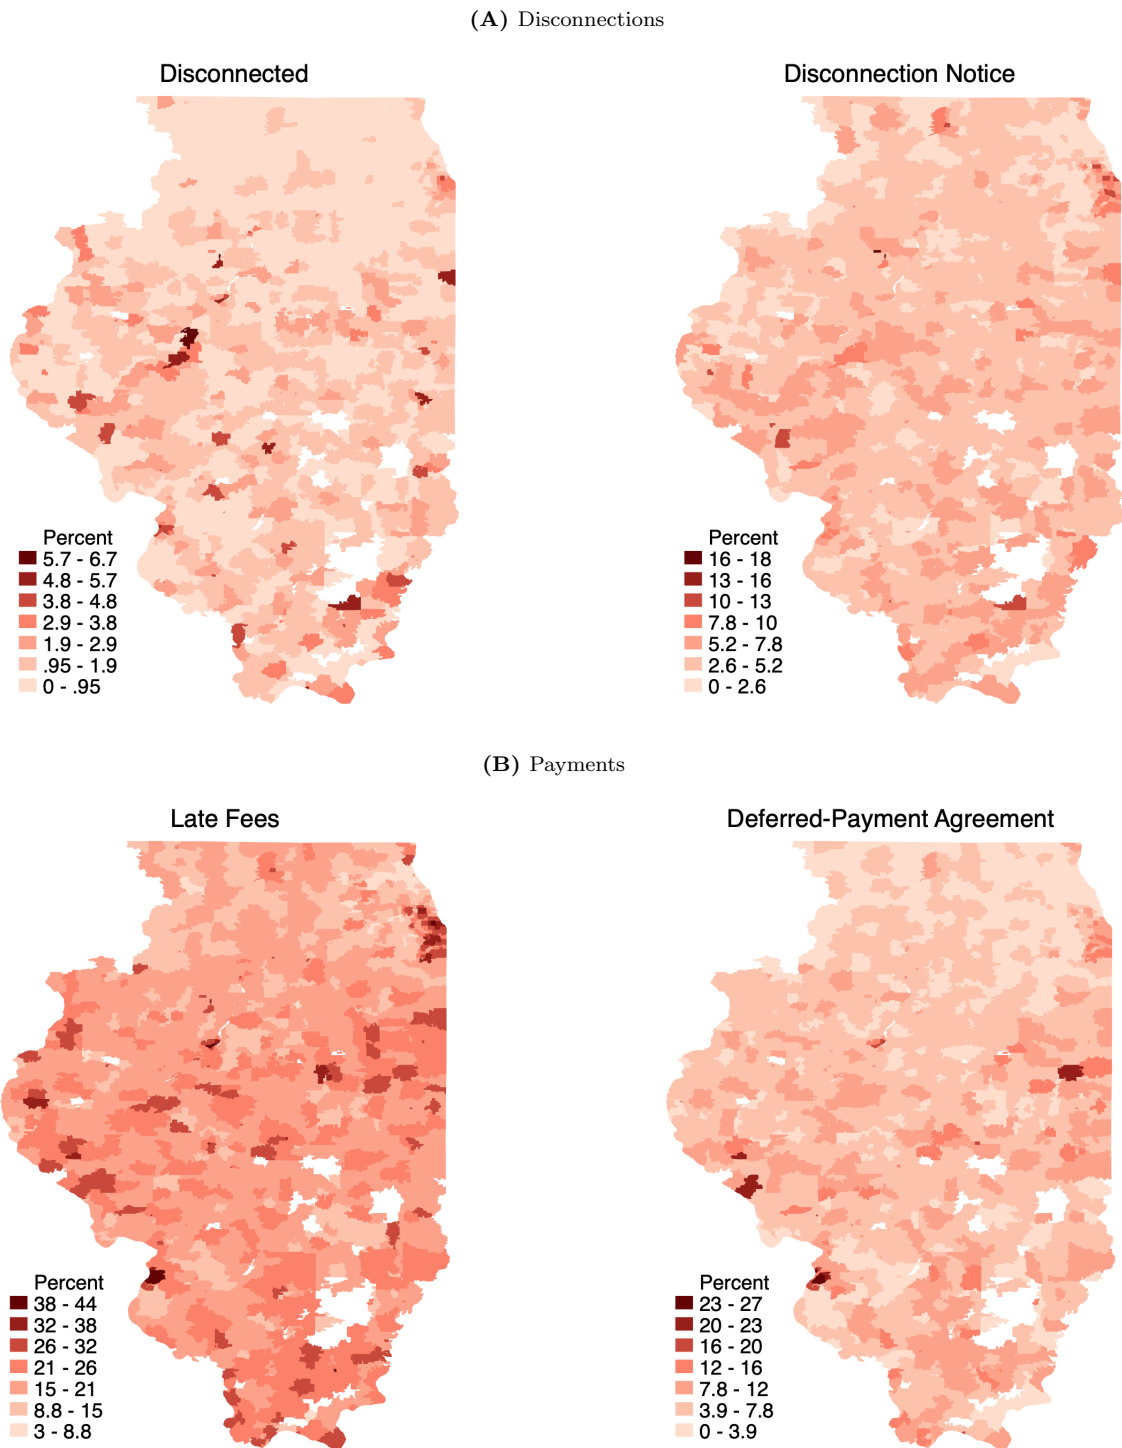 (A) Disconnections
Disconnected
Disconnection Notice
Percent
5.7 - 6.7
4.8 - 5.7
3.8 - 4.8
2.9 - 3.8
1.9 - 2.9
.95 - 1.9
0 - .95
Percent
16 - 18
13 - 16
10 - 13
7.8 - 10
5.2 - 7.8
2.6 - 5.2
0 - 2.6
(B) Payments
Late Fees
Deferred-Payment Agreement
Percent
38 - 44
32 - 38
26 - 32
21 - 26
15 - 21
8.8 - 15
3 - 8.8
Percent
23 - 27
20 - 23
16 - 20
12 - 16
7.8 - 12
3.9 - 7.8
0 - 3.9